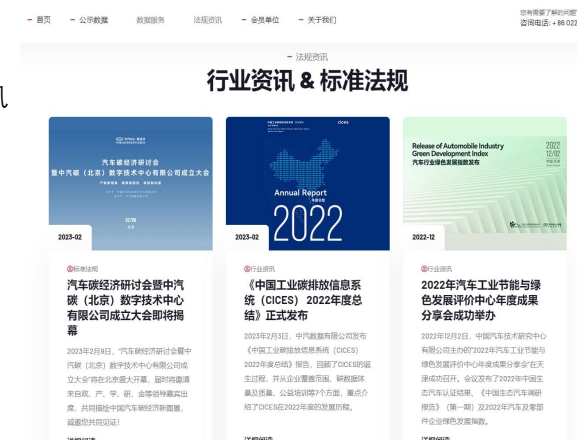 您有需要了解的问题
首页 公示数据 数据服务 法规资讯 会员单位 关于我们
咨询电话: + 86 022
法规资讯
行业资讯 & 标准法规
汽车碳经济研讨会
暨中汽碳（北京）数字技术中心有限公司成立大会
02/09
2023-02
CICES
Annual Report
年度总结
2022
2023-02
Release of Automobile Industry
Green Development Index
汽车行业绿色发展指数发布
2022
12/02
2022-12
标准法规
汽车碳经济研讨会暨中汽
碳（北京）数字技术中心
有限公司成立大会即将揭
幕
2023年2月9日，“汽车碳经济研讨会暨中
汽碳（北京）数字技术中心有限公司成
立大会”将在北京盛大开幕，届时将邀请
来自政、产、学、研、金等领导嘉宾出
席，共同描绘中国汽车碳经济新图景，
诚邀您共同见证！
行业资讯
《中国工业碳排放信息系
统（CICES） 2022年度总
结》正式发布
2023年2月3日，中汽数据有限公司发布
《中国工业碳排放信息系统（CICES）
2022年度总结》报告，回顾了CICES的诞
生过程，并从企业覆盖范围、碳数据体
量及质量、公益培训等7个方面，重点介
绍了CICES在2022年度的发展历程。
行业资讯
2022年汽车工业节能与绿
色发展评价中心年度成果
分享会成功举办
2022年12月2日，中国汽车技术研究中心
有限公司主办的“2022年汽车工业节能与
绿色发展评价中心年度成果分享会”在天
津成功召开。会议发布了2022年中国生
态汽车认证结果、《中国生态汽车调研
报告》（第一期）及2022年汽车及零部
件企业绿色发展指数。